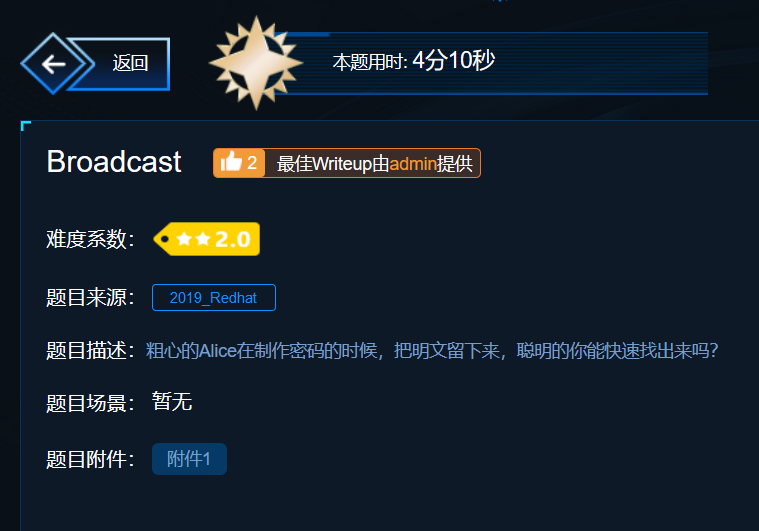 返回
本题用时: 4分10秒
Broadcast
2 最佳Writeup由admin提供
难度系数： 2.0
题目来源： 2019_Redhat
题目描述：粗心的Alice在制作密码的时候，把明文留下来，聪明的你能快速找出来吗?
题目场景： 暂无
题目附件： 附件1